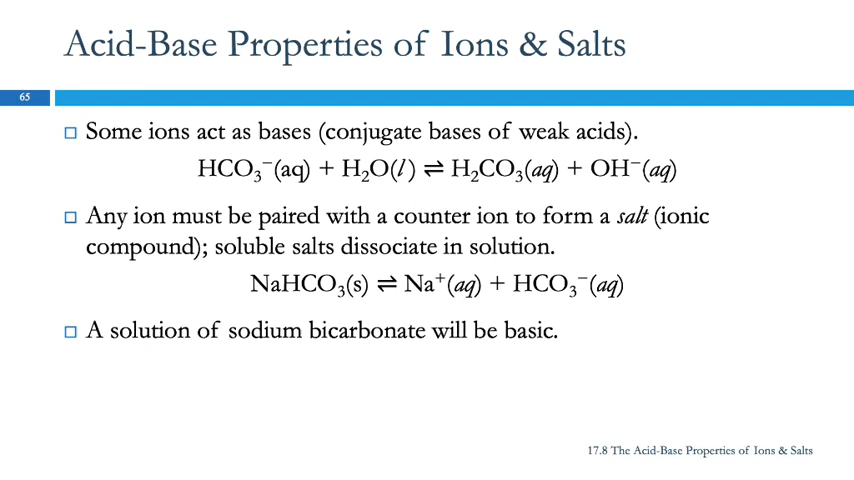 Acid-Base Properties of Ions & Salts
65
□ Some ions act as bases (conjugate bases of weak acids).
HCO₃⁻(aq) + H₂O(l) ⇌ H₂CO₃(aq) + OH⁻(aq)
□ Any ion must be paired with a counter ion to form a salt (ionic
compound); soluble salts dissociate in solution.
NaHCO₃(s) ⇌ Na⁺(aq) + HCO₃⁻(aq)
□ A solution of sodium bicarbonate will be basic.
17.8 The Acid-Base Properties of Ions & Salts